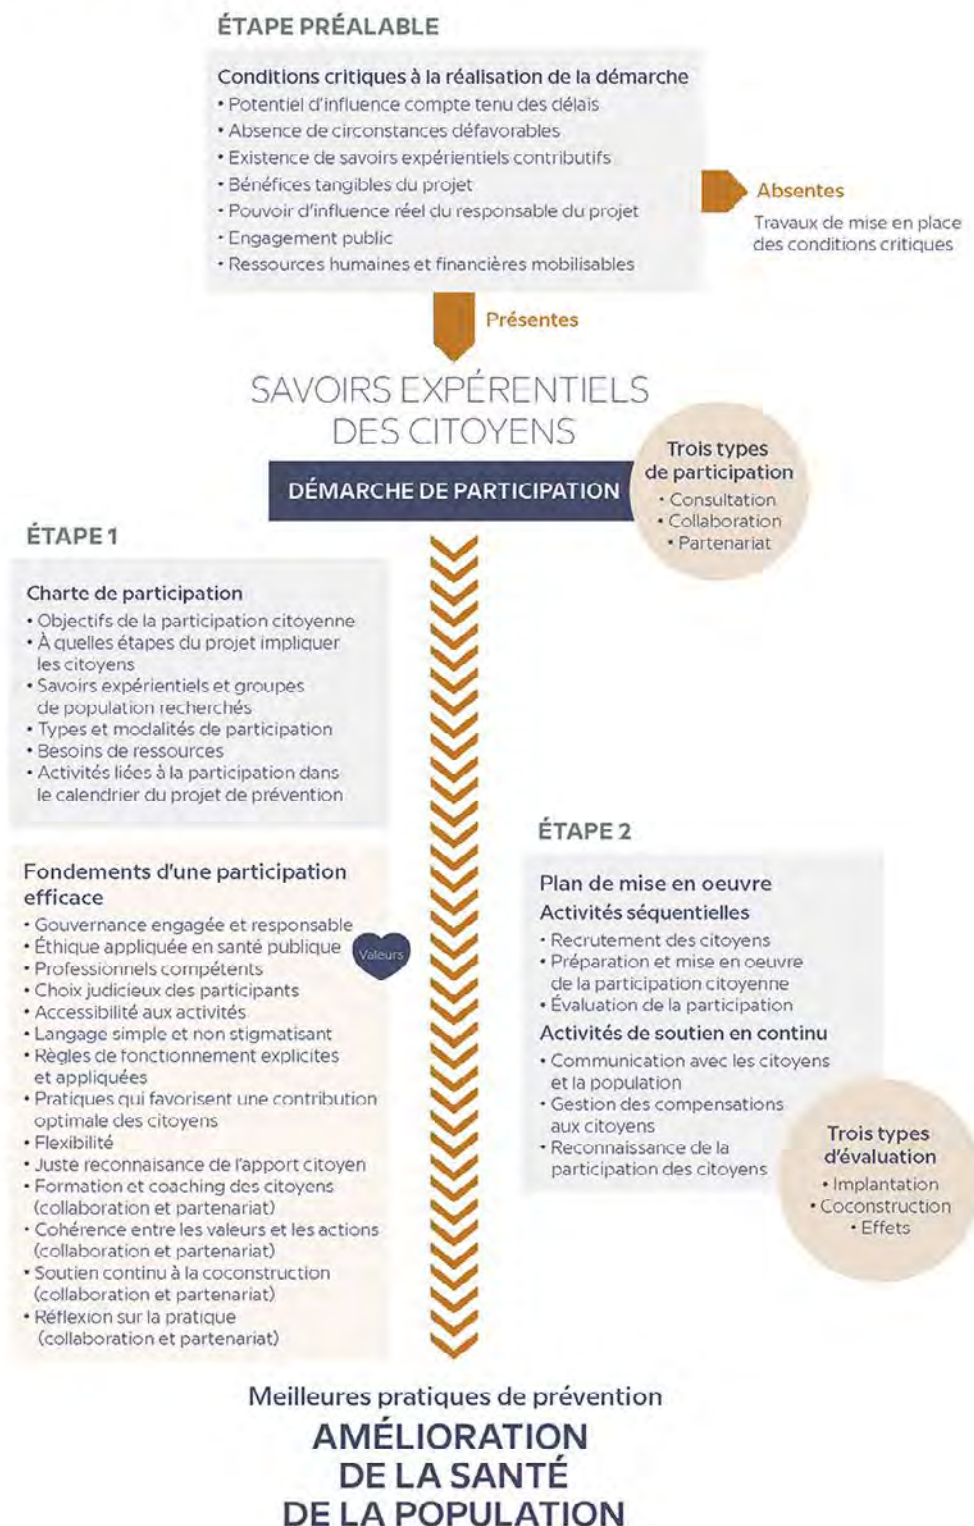 ÉTAPE PRÉALABLE
Conditions critiques à la réalisation de la démarche
• Potentiel d'influence compte tenu des délais
• Absence de circonstances défavorables
• Existence de savoirs expérientiels contributifs
• Bénéfices tangibles du projet
• Pouvoir d'influence réel du responsable du projet
• Engagement public
• Ressources humaines et financières mobilisables
Absentes
Travaux de mise en place
des conditions critiques
Présentes
SAVOIRS EXPÉRENTIELS
DES CITOYENS
DÉMARCHE DE PARTICIPATION
Trois types
de participation
• Consultation
• Collaboration
• Partenariat
ÉTAPE 1
Charte de participation
• Objectifs de la participation citoyenne
• À quelles étapes du projet impliquer
les citoyens
• Savoirs expérientiels et groupes
de population recherchés
• Types et modalités de participation
• Besoins de ressources
• Activités liées à la participation dans
le calendrier du projet de prévention
Fondements d'une participation
efficace
• Gouvernance engagée et responsable
• Éthique appliquée en santé publique
• Professionnels compétents
• Choix judicieux des participants
• Accessibilité aux activités
• Langage simple et non stigmatisant
• Règles de fonctionnement explicites
et appliquées
• Pratiques qui favorisent une contribution
optimale des citoyens
• Flexibilité
• Juste reconnaisance de l'apport citoyen
• Formation et coaching des citoyens
(collaboration et partenariat)
• Cohérence entre les valeurs et les actions
(collaboration et partenariat)
• Soutien continu à la coconstruction
(collaboration et partenariat)
• Réflexion sur la pratique
(collaboration et partenariat)
Valeurs
ÉTAPE 2
Plan de mise en oeuvre
Activités séquentielles
• Recrutement des citoyens
• Préparation et mise en oeuvre
de la participation citoyenne
• Évaluation de la participation
Activités de soutien en continu
• Communication avec les citoyens
et la population
• Gestion des compensations
aux citoyens
• Reconnaissance de la
participation des citoyens
Trois types
d'évaluation
• Implantation
• Coconstruction
• Effets
Meilleures pratiques de prévention
AMÉLIORATION
DE LA SANTÉ
DE LA POPULATION